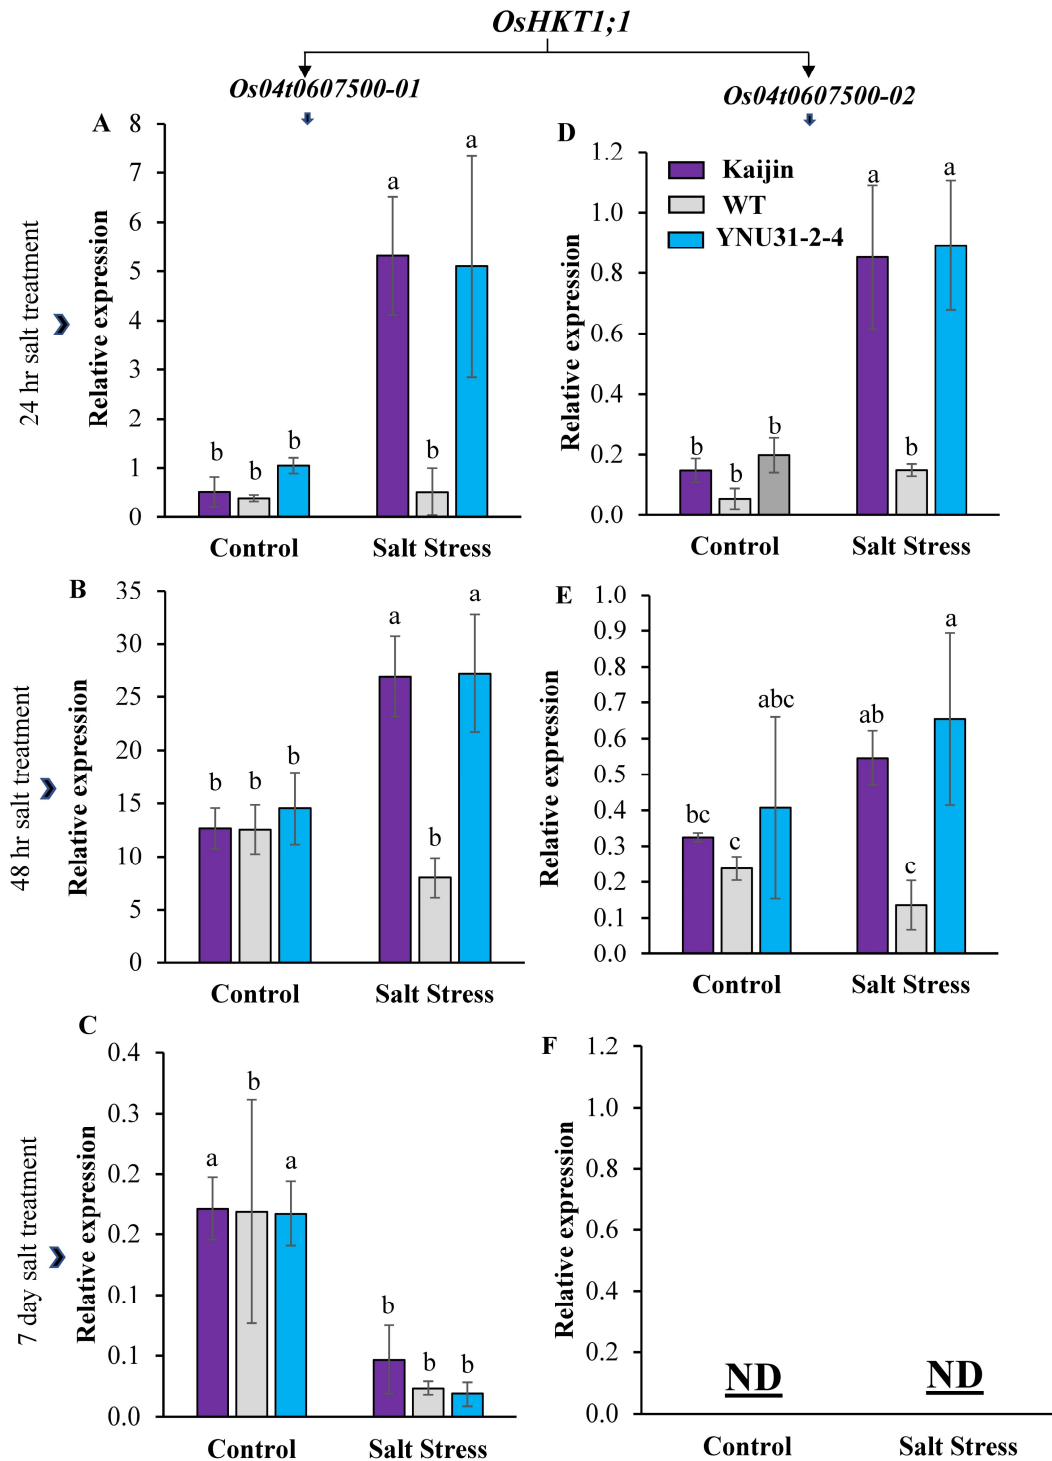 OsHKT1;1
Os04t0607500-01
Os04t0607500-02
A
8
7
6
5
4
3
2
1
0
24 hr salt treatment
Relative expression
b
b
b
a
b
a
Control
Salt Stress
D
1.2
1.0
0.8
0.6
0.4
0.2
0.0
Relative expression
Kaijin
WT
YNU31-2-4
b
b
b
a
b
a
Control
Salt Stress
B
35
30
25
20
15
10
5
0
48 hr salt treatment
Relative expression
b
b
b
a
b
a
Control
Salt Stress
E
1.0
0.9
0.8
0.7
0.6
0.5
0.4
0.3
0.2
0.1
0.0
Relative expression
bc
c
abc
ab
c
a
Control
Salt Stress
C
0.4
0.3
0.2
0.2
0.1
0.1
0.0
7 day salt treatment
Relative expression
a
b
a
b
b
b
Control
Salt Stress
F
1.2
1.0
0.8
0.6
0.4
0.2
0.0
Relative expression
ND
ND
Control
Salt Stress